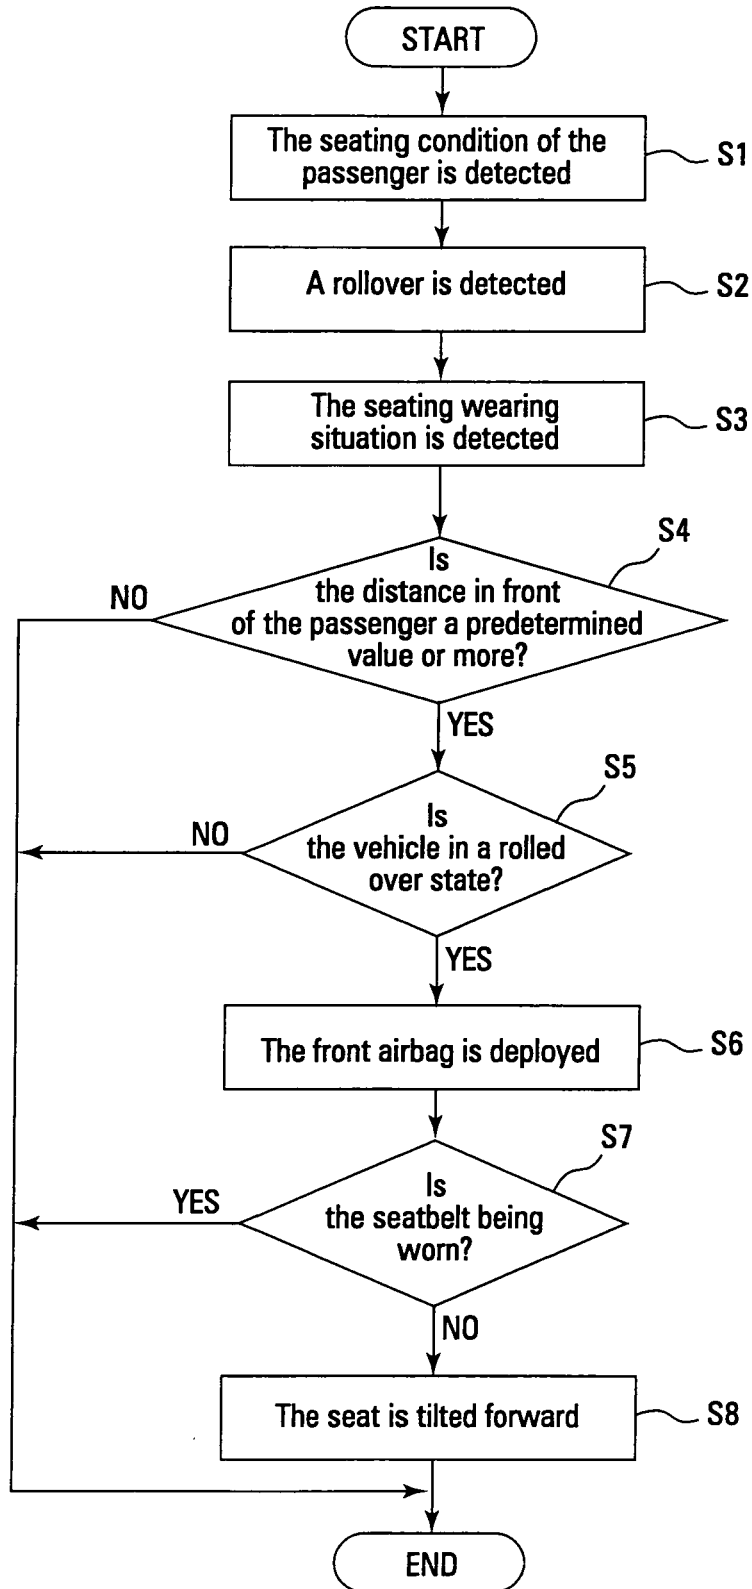 START
The seating condition of the
passenger is detected
S1
A rollover is detected
S2
The seating wearing
situation is detected
S3
S4
Is
the distance in front
of the passenger a predetermined
value or more?
NO
YES
S5
Is
the vehicle in a rolled
over state?
NO
YES
The front airbag is deployed
S6
S7
Is
the seatbelt being
worn?
YES
NO
The seat is tilted forward
S8
END